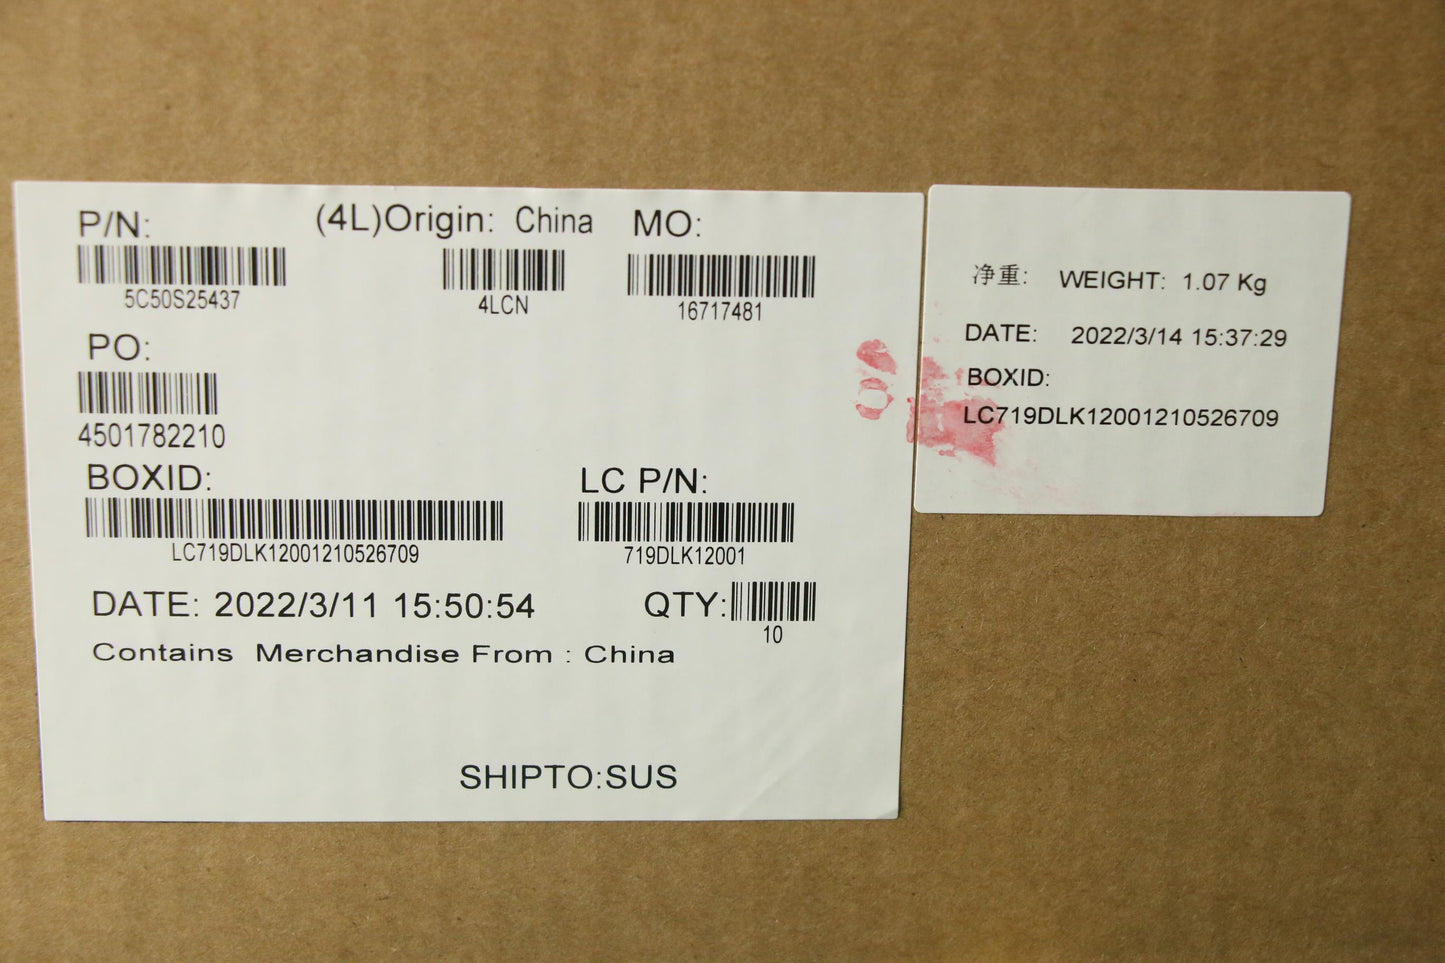 P/N: (4L)Origin: China MO:
5C50S25437 4LCN 16717481
PO:
4501782210
BOXID: LC P/N:
LC719DLK12001210526709 719DLK12001
DATE: 2022/3/11 15:50:54 QTY:
10
Contains Merchandise From : China
SHIPTO:SUS
净重: WEIGHT: 1.07 Kg
DATE: 2022/3/14 15:37:29
BOXID:
LC719DLK12001210526709